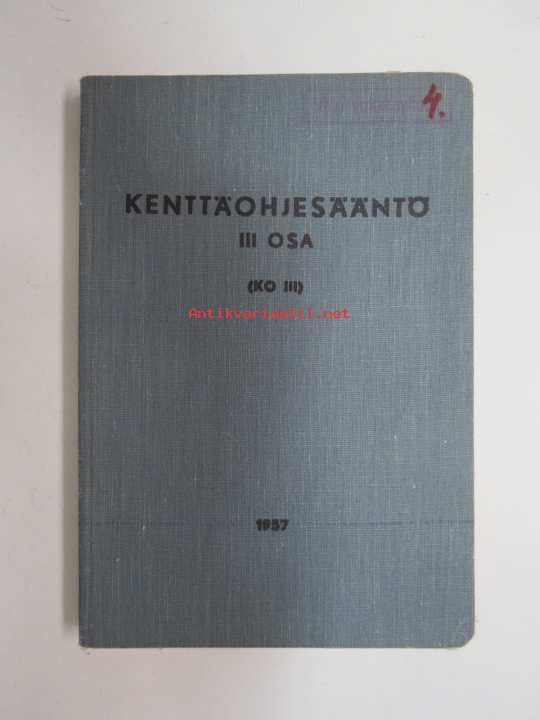 4.
KENTTÄOHJESÄÄNTÖ
III OSA
(KO III)
Antikvariaatti.net
1957